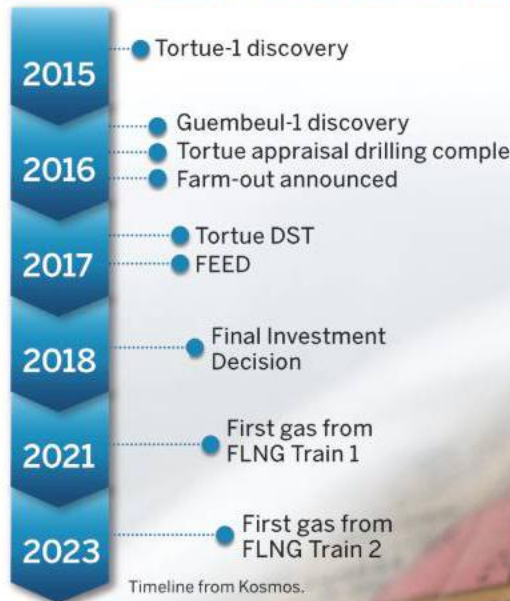 2015
Tortue-1 discovery
2016
Guembeul-1 discovery
Tortue appraisal drilling comple
Farm-out announced
2017
Tortue DST
FEED
2018
Final Investment
Decision
2021
First gas from
FLNG Train 1
2023
First gas from
FLNG Train 2
Timeline from Kosmos.